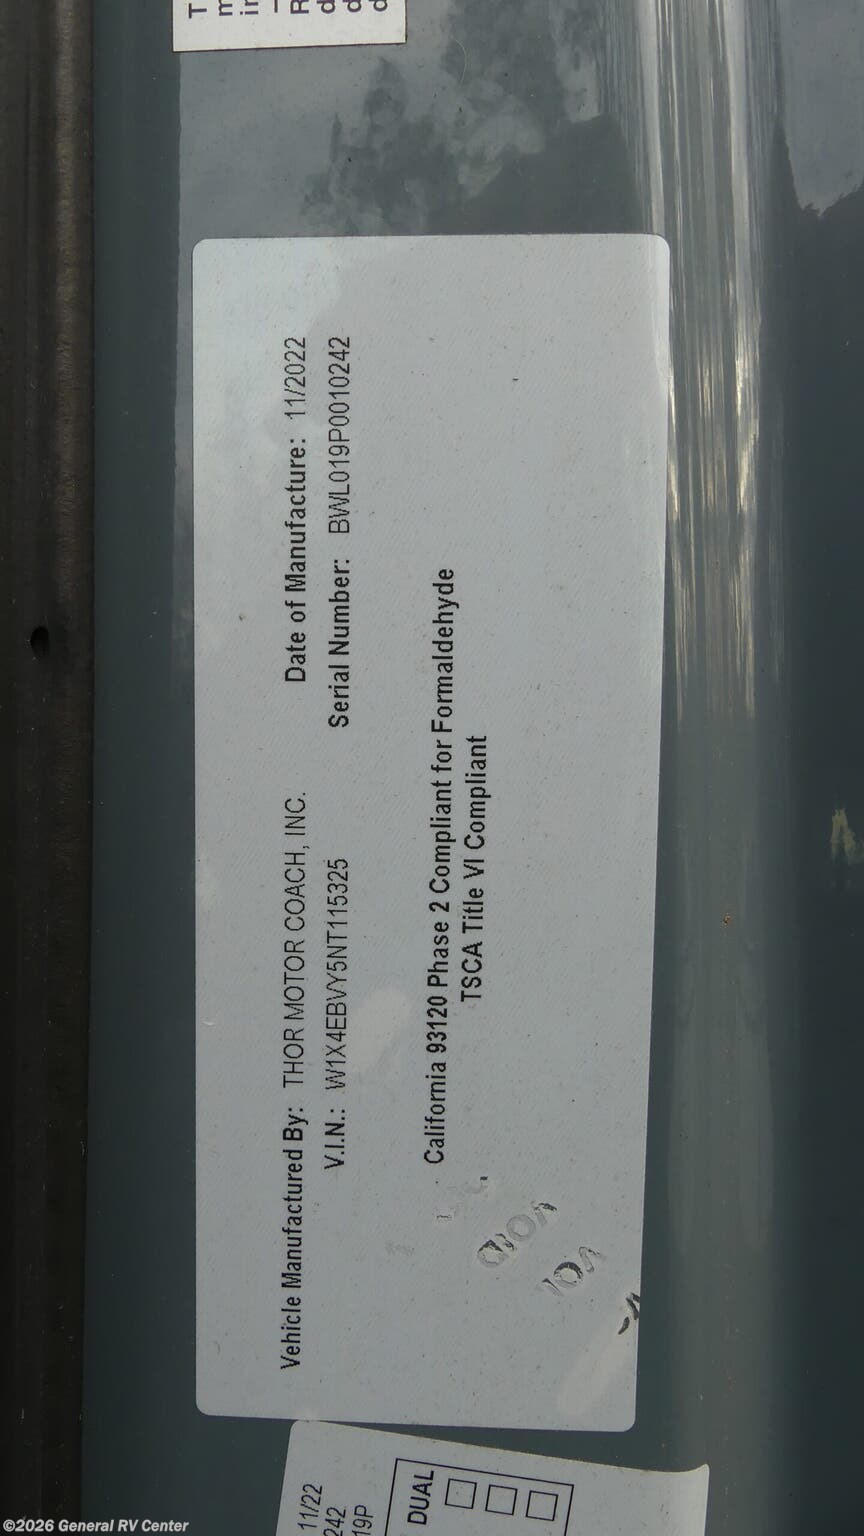 Vehicle Manufactured By: THOR MOTOR COACH, INC. Date of Manufacture: 11/2022
V.I.N.: W1X4EBVY5NT115325 Serial Number: BWL019P0010242
California 93120 Phase 2 Compliant for Formaldehyde
TSCA Title VI Compliant
VOID
11/22
242
19P
DUAL
©2026 General RV Center